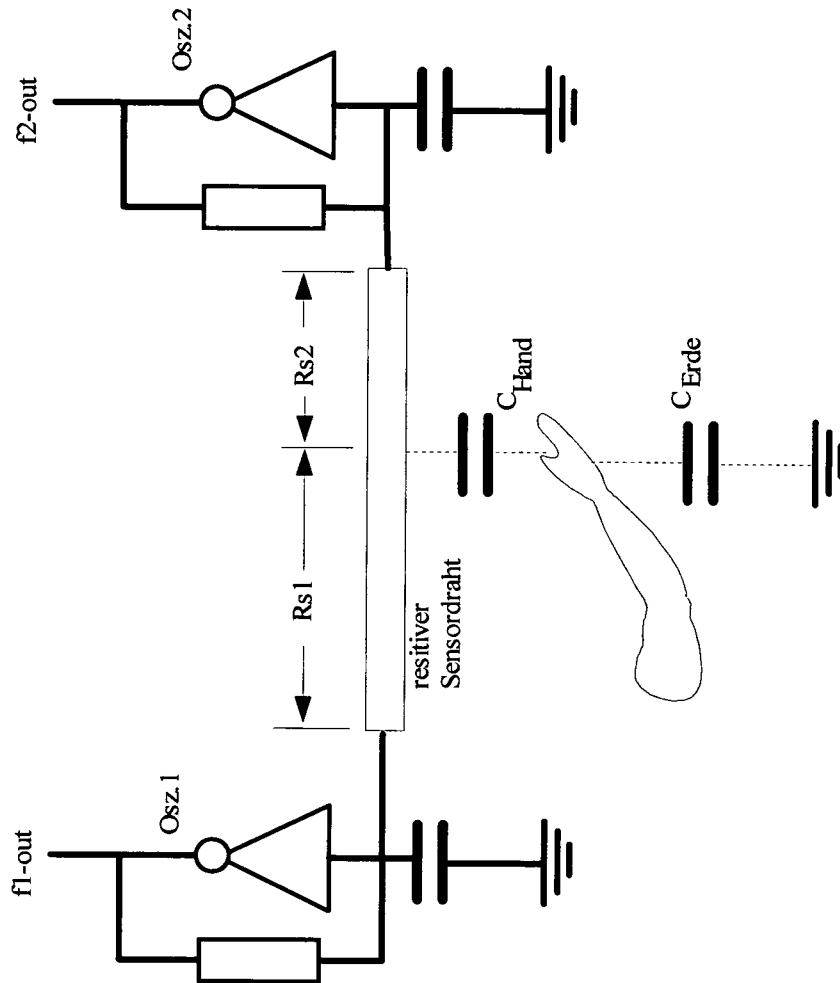 f1-out
Osz.1
Rs1
Rs2
resitiver
Sensordraht
C_Hand
C_Erde
Osz.2
f2-out